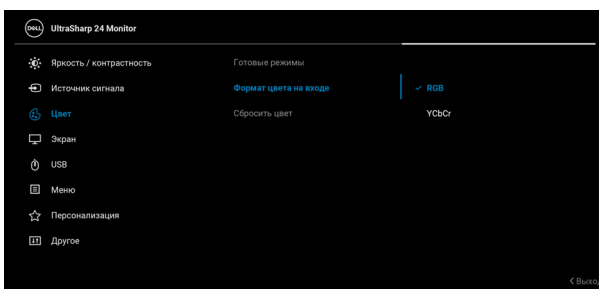 DELL UltraSharp 24 Monitor
Яркость / контрастность
Готовые режимы
Источник сигнала
Формат цвета на входе
✓ RGB
Цвет
Сбросить цвет
YCbCr
Экран
USB
Меню
Персонализация
Другое
Выход